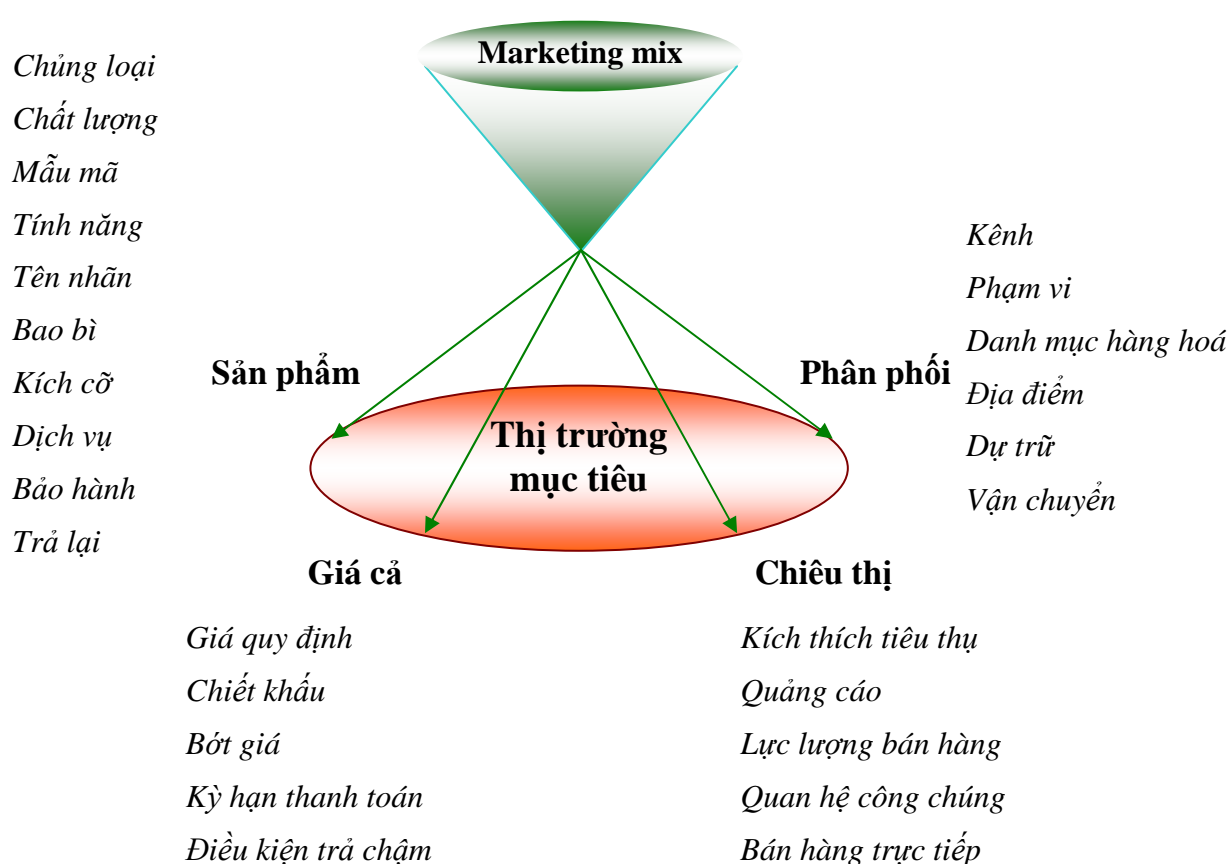 Marketing mix
Chủng loại
Chất lượng
Mẫu mã
Tính năng
Tên nhãn
Bao bì
Kích cỡ
Dịch vụ
Bảo hành
Trả lại
Sản phẩm
Thị trường
mục tiêu
Phân phối
Kênh
Phạm vi
Danh mục hàng hoá
Địa điểm
Dự trữ
Vận chuyển
Giá cả
Giá quy định
Chiết khấu
Bớt giá
Kỳ hạn thanh toán
Điều kiện trả chậm
Chiêu thị
Kích thích tiêu thụ
Quảng cáo
Lực lượng bán hàng
Quan hệ công chúng
Bán hàng trực tiếp